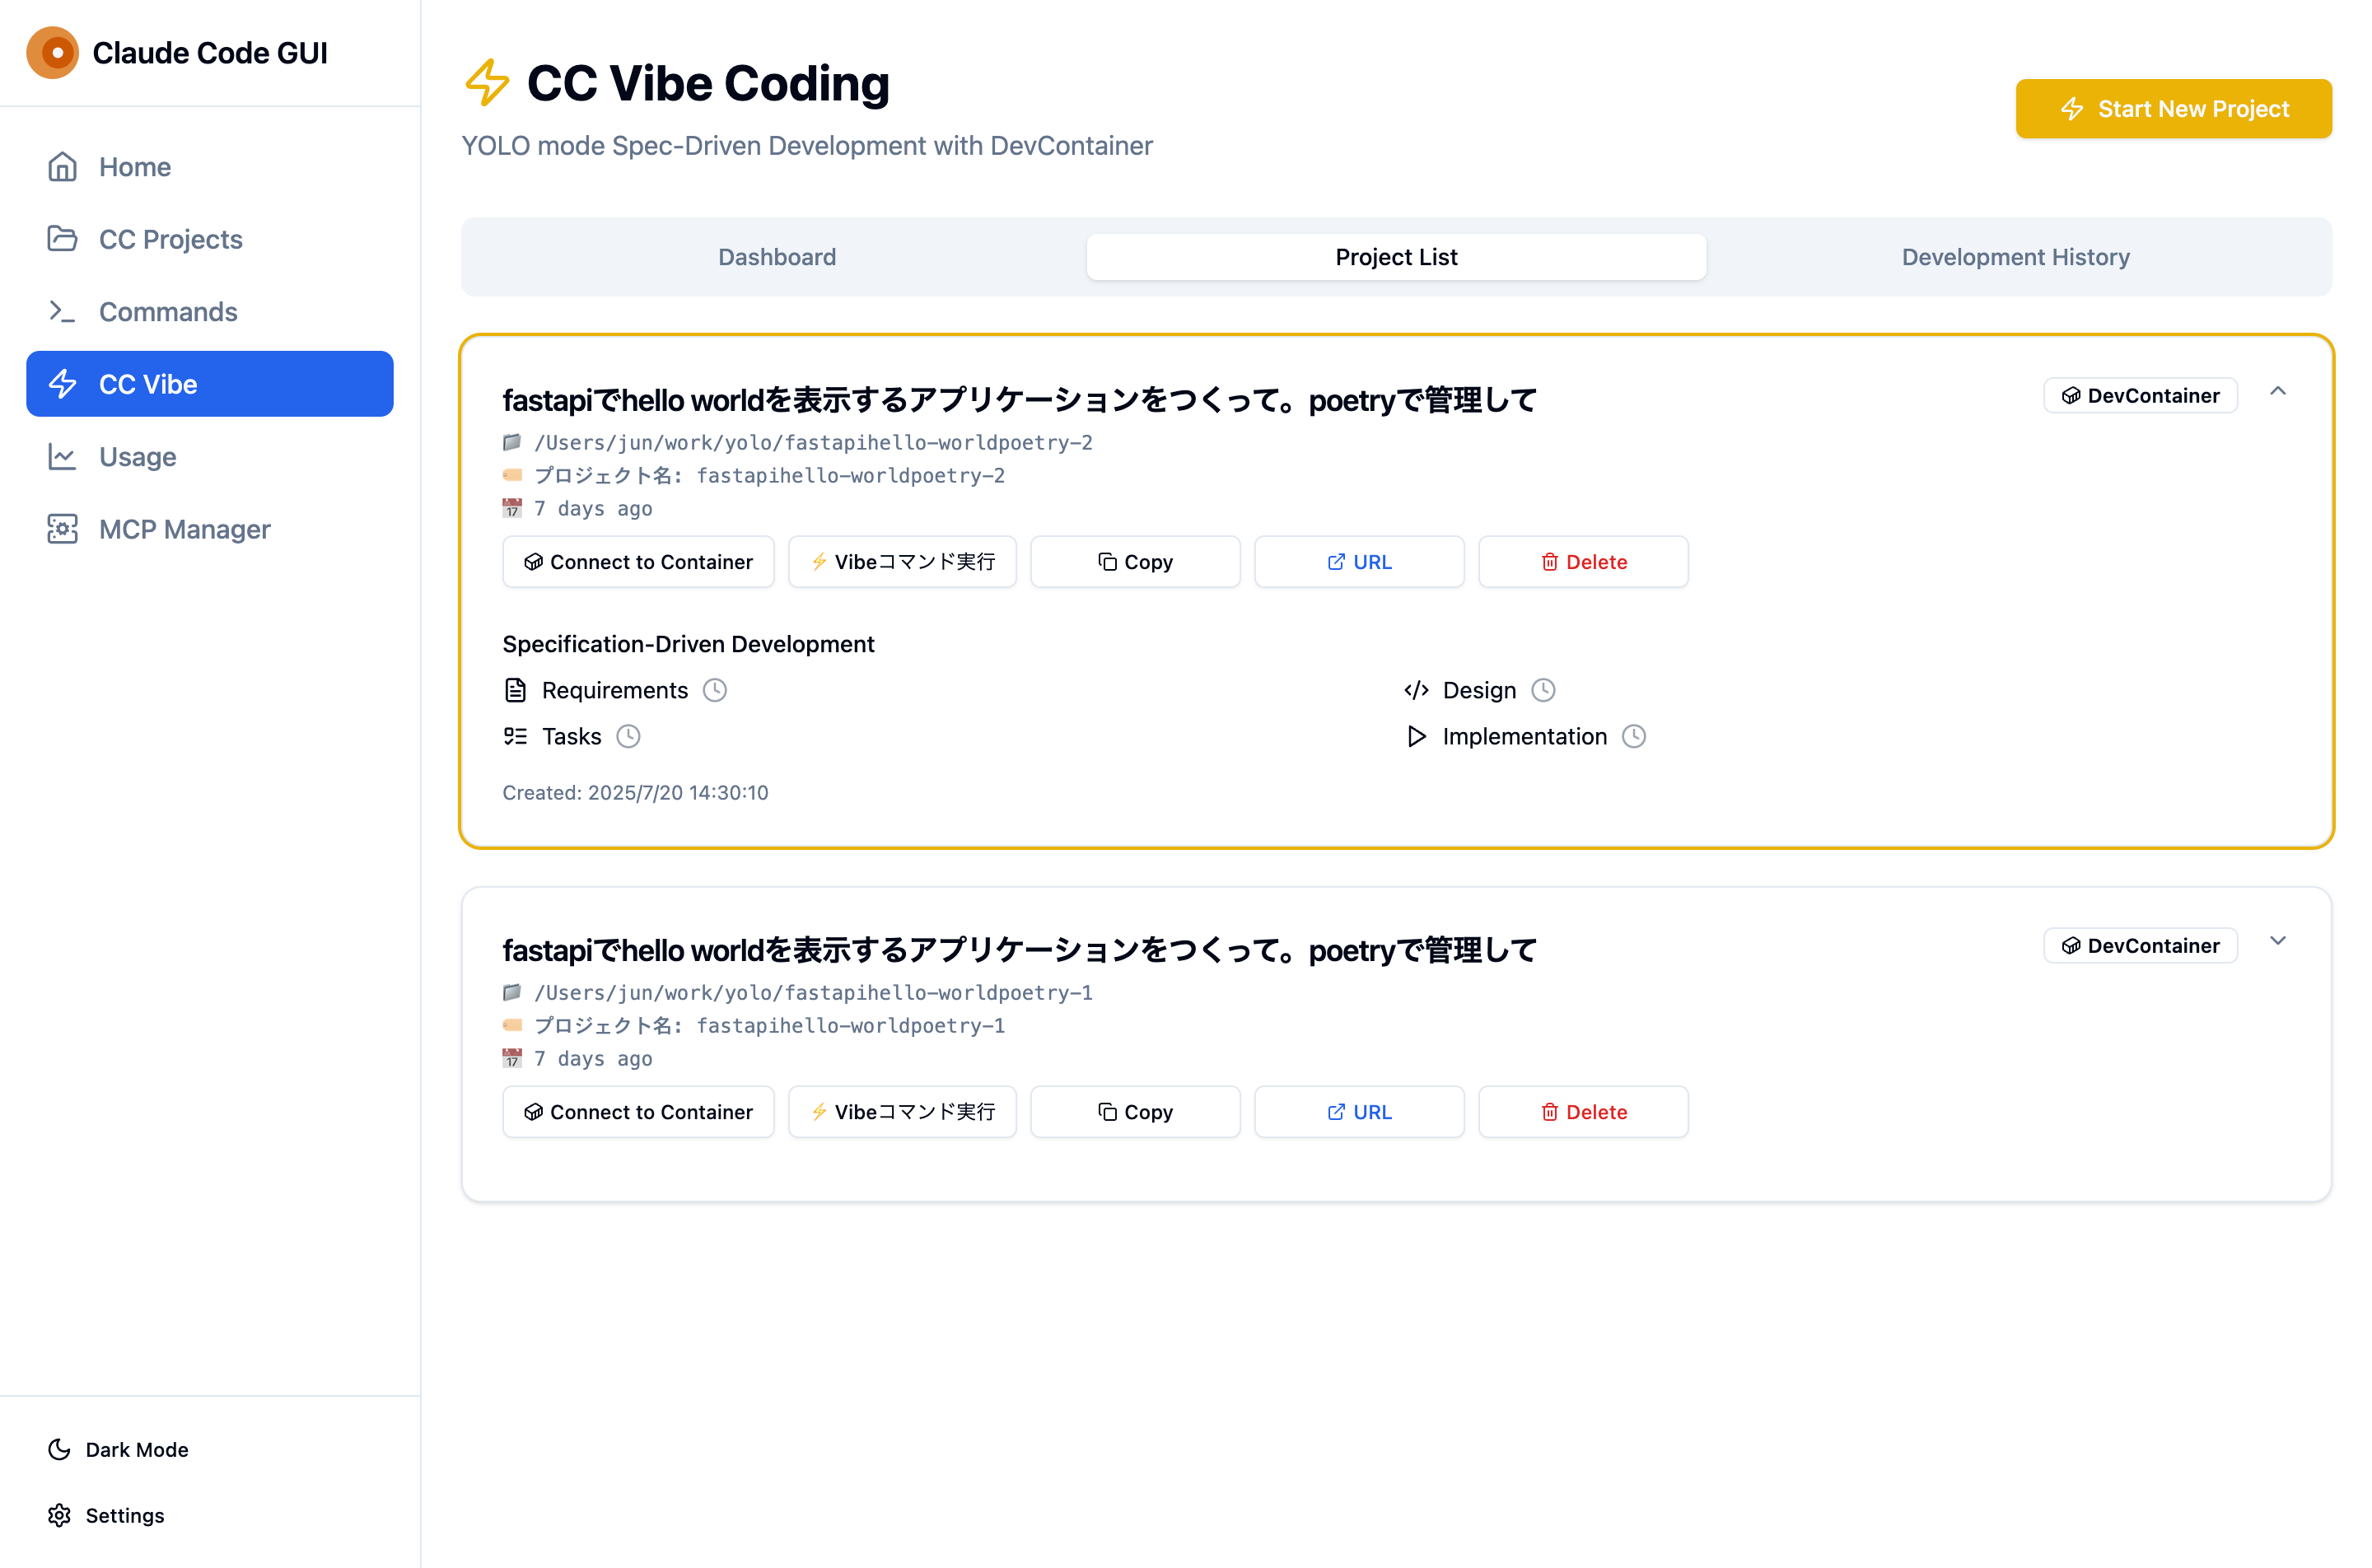 Claude Code GUI
Home
CC Projects
Commands
CC Vibe
Usage
MCP Manager
Dark Mode
Settings
CC Vibe Coding
YOLO mode Spec-Driven Development with DevContainer
Start New Project
Dashboard
Project List
Development History
fastapiでhello worldを表示するアプリケーションをつくって。poetryで管理して
DevContainer
/Users/jun/work/yolo/fastapihello-worldpoetry-2
プロジェクト名: fastapihello-worldpoetry-2
17 7 days ago
Connect to Container
Vibeコマンド実行
Copy
URL
Delete
Specification-Driven Development
Requirements
Design
Tasks
Implementation
Created: 2025/7/20 14:30:10
fastapiでhello worldを表示するアプリケーションをつくって。poetryで管理して
DevContainer
/Users/jun/work/yolo/fastapihello-worldpoetry-1
プロジェクト名: fastapihello-worldpoetry-1
17 7 days ago
Connect to Container
Vibeコマンド実行
Copy
URL
Delete